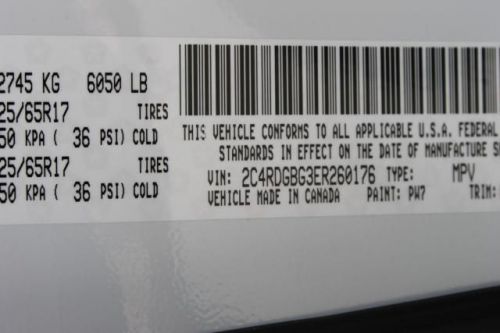 2745 KG 6050 LB
25/65R17 TIRES
50 KPA ( 36 PSI) COLD
25/65R17 TIRES
50 KPA ( 36 PSI) COLD
THIS VEHICLE CONFORMS TO ALL APPLICABLE U.S.A. FEDERAL
STANDARDS IN EFFECT ON THE DATE OF MANUFACTURE S
VIN: 2C4RDGBG3ER260176 TYPE: MPV
VEHICLE MADE IN CANADA PAINT: PW7 TRIM: